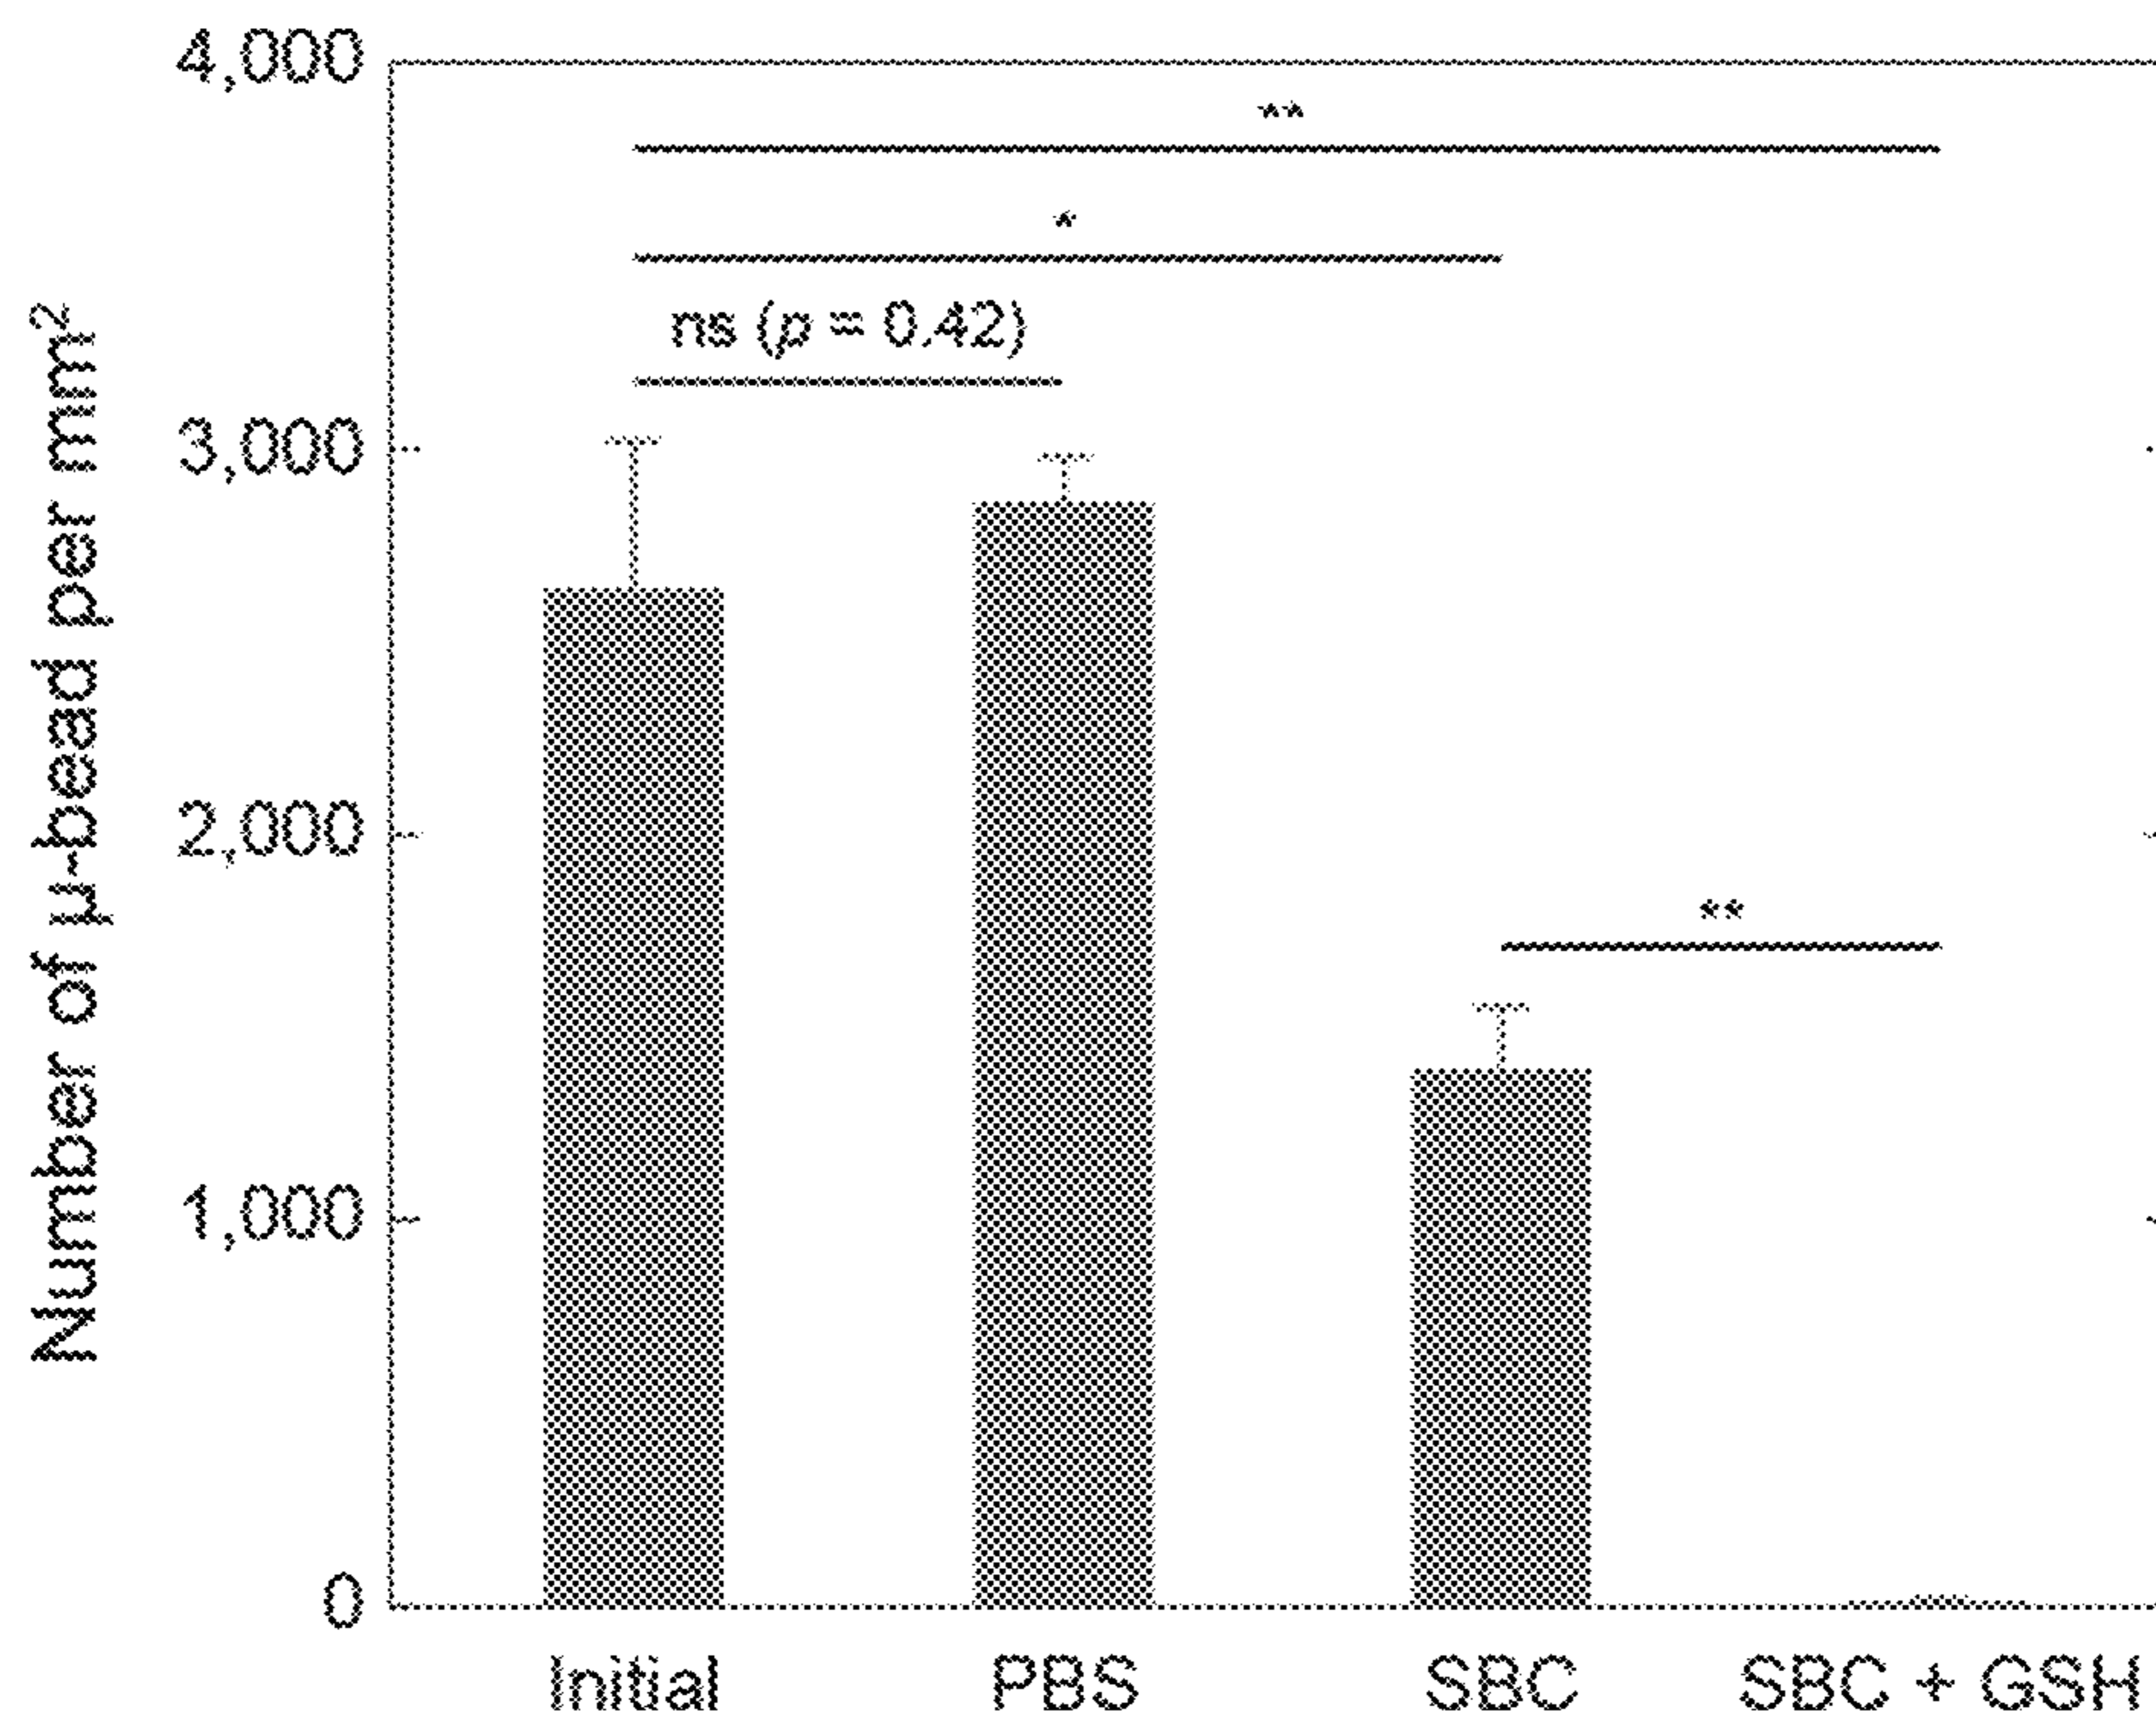 4,000
**
*
ns (p = 0.42)
3,000
2,000
**
1,000
0
Number of μ-bead per mm²
Initial PBS SBC SBC + GSH